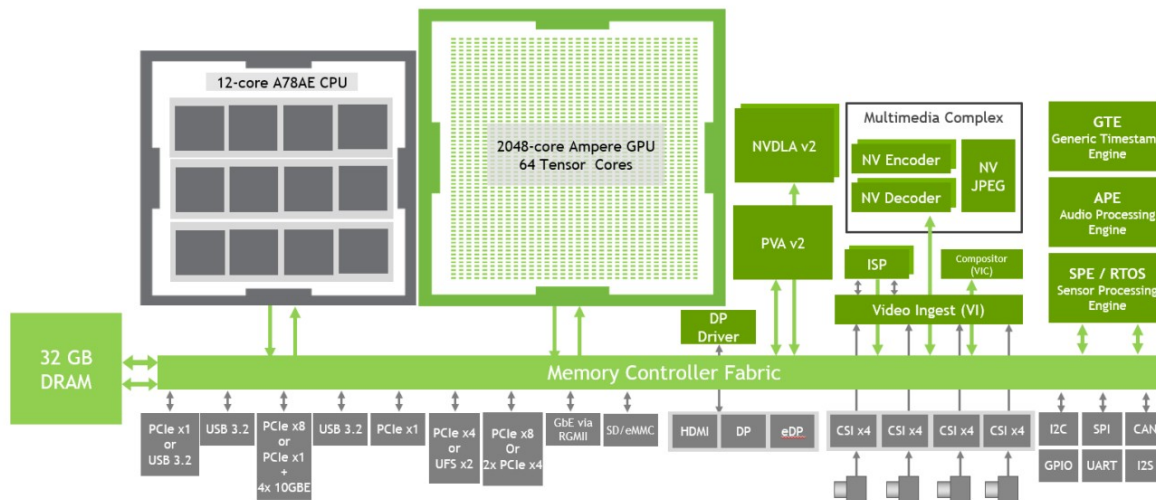 12-core A78AE CPU
2048-core Ampere GPU
64 Tensor Cores
NVDLA v2
PVA v2
Multimedia Complex
NV Encoder
NV Decoder
NV
JPEG
ISP
Compositor
(VIC)
Video Ingest (VI)
GTE
Generic Timestamp
Engine
APE
Audio Processing
Engine
SPE / RTOS
Sensor Processing
Engine
DP
Driver
32 GB
DRAM
Memory Controller Fabric
PCIe x1
or
USB 3.2
USB 3.2
PCIe x8
or
PCIe x1
+
4x 10GBE
USB 3.2
PCIe x1
PCIe x4
or
UFS x2
PCIe x8
Or
2x PCIe x4
GbE via
RGMII
SD/eMMC
HDMI
DP
eDP
CSI x4
CSI x4
CSI x4
CSI x4
I2C
SPI
CAN
GPIO
UART
I2S